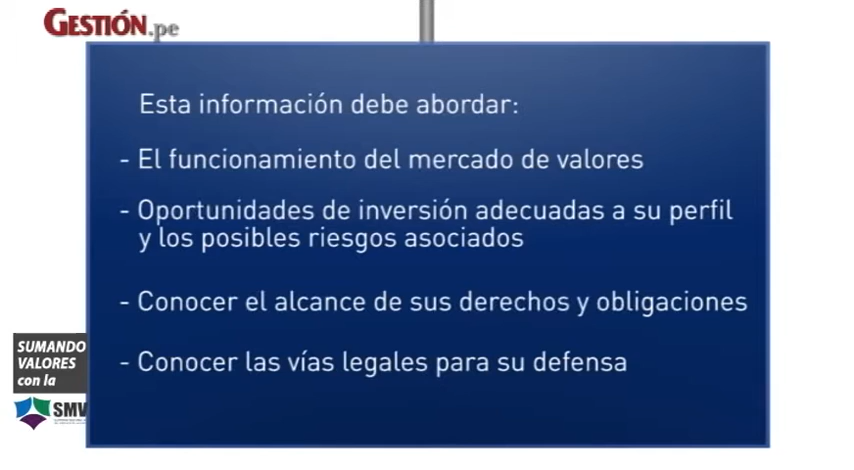 GESTIÓN.pe
Esta información debe abordar:
- El funcionamiento del mercado de valores
- Oportunidades de inversión adecuadas a su perfil
y los posibles riesgos asociados
- Conocer el alcance de sus derechos y obligaciones
- Conocer las vías legales para su defensa
SUMANDO
VALORES
con la
SMV